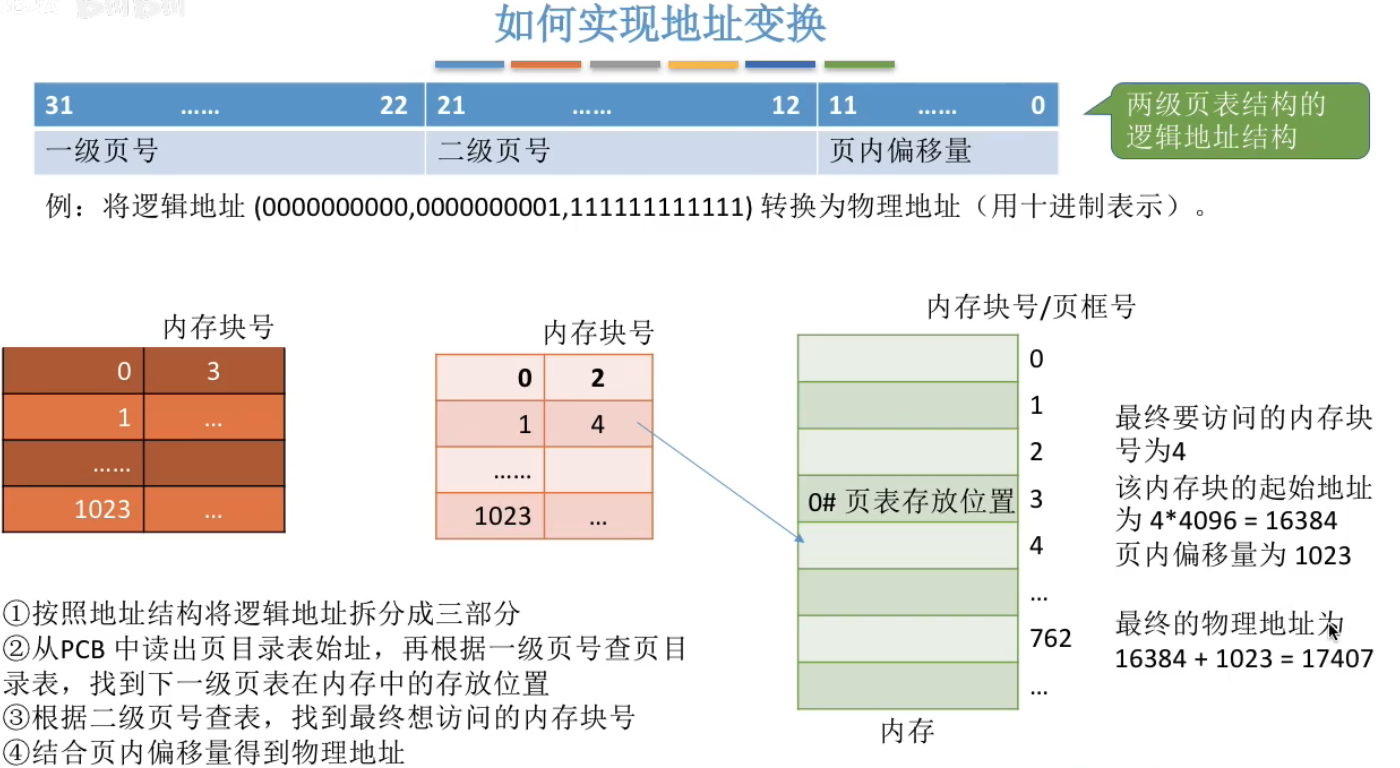 如何实现地址变换
31 …… 22 21 …… 12 11 …… 0
一级页号 二级页号 页内偏移量
两级页表结构的
逻辑地址结构
例：将逻辑地址 (0000000000,0000000001,111111111111) 转换为物理地址（用十进制表示）。
内存块号
0 3
1 …
……
1023 …
内存块号
0 2
1 4
……
1023 …
内存块号/页框号
0
1
2
0# 页表存放位置 3
4
…
762
…
内存
最终要访问的内存块
号为4
该内存块的起始地址
为 4*4096 = 16384
页内偏移量为 1023
最终的物理地址为
16384 + 1023 = 17407
①按照地址结构将逻辑地址拆分成三部分
②从PCB 中读出页目录表始址，再根据一级页号查页目
录表，找到下一级页表在内存中的存放位置
③根据二级页号查表，找到最终想访问的内存块号
④结合页内偏移量得到物理地址